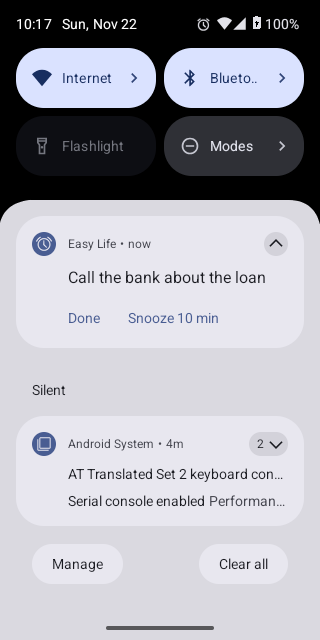 10:17 Sun, Nov 22 100%
Internet Blueto..
Flashlight Modes
Easy Life • now
Call the bank about the loan
Done Snooze 10 min
Silent
Android System • 4m 2
AT Translated Set 2 keyboard con…
Serial console enabled Performan…
Manage Clear all